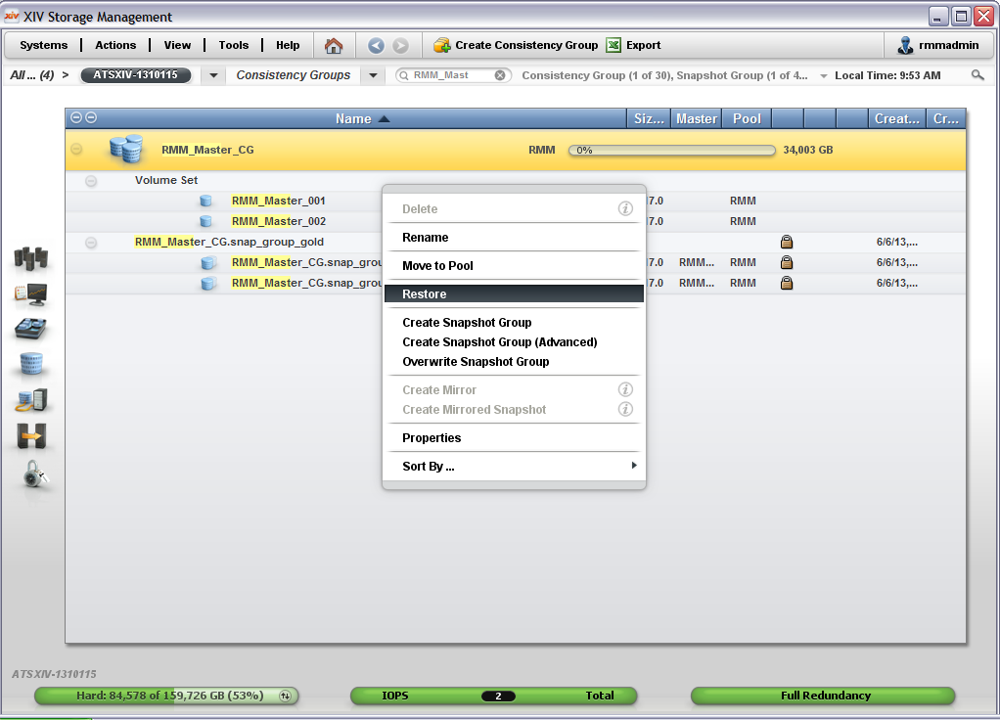 XIV XIV Storage Management
Systems Actions View Tools Help Create Consistency Group Export rmmadmin
All ... (4) > ATSXIV-1310115 Consistency Groups RMM_Mast Consistency Group (1 of 30), Snapshot Group (1 of 4... Local Time: 9:53 AM
Name Siz... Master Pool Creat... Cr...
RMM_Master_CG RMM 0% 34,003 GB
Volume Set
RMM_Master_001 17.0 RMM
RMM_Master_002 17.0 RMM
RMM_Master_CG.snap_group_gold 6/6/13,...
RMM_Master_CG.snap_grou 17.0 RMM... RMM 6/6/13,...
RMM_Master_CG.snap_grou 17.0 RMM... RMM 6/6/13,...
Delete
Rename
Move to Pool
Restore
Create Snapshot Group
Create Snapshot Group (Advanced)
Overwrite Snapshot Group
Create Mirror
Create Mirrored Snapshot
Properties
Sort By ...
ATSXIV-1310115
Hard: 84,578 of 159,726 GB (53%) IOPS 2 Total Full Redundancy